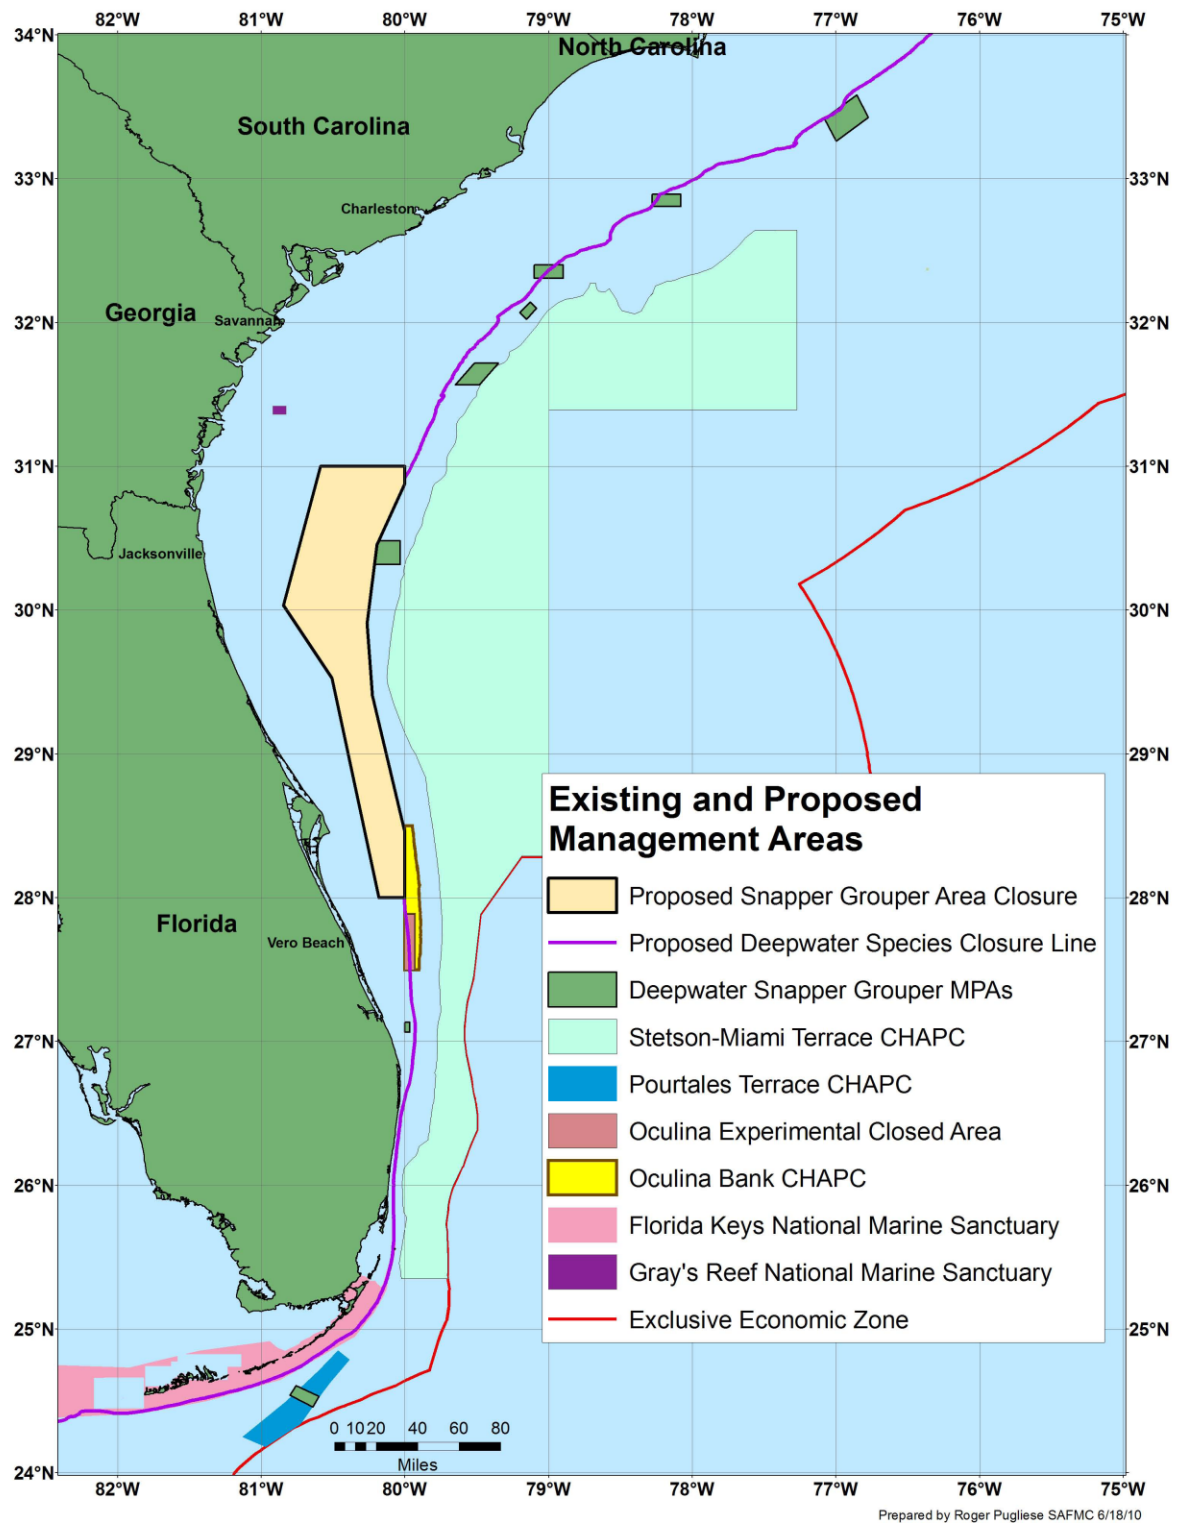 82°W 81°W 80°W 79°W 78°W 77°W 76°W 75°W
34°N 34°N
North Carolina
South Carolina
33°N 33°N
Charleston
Georgia
Savannah
32°N 32°N
31°N 31°N
Jacksonville
30°N 30°N
29°N 29°N
Existing and Proposed
Management Areas
Proposed Snapper Grouper Area Closure
28°N 28°N
Florida
Vero Beach
Proposed Deepwater Species Closure Line
Deepwater Snapper Grouper MPAs
Stetson-Miami Terrace CHAPC
27°N 27°N
Pourtales Terrace CHAPC
Oculina Experimental Closed Area
Oculina Bank CHAPC
26°N 26°N
Florida Keys National Marine Sanctuary
Gray's Reef National Marine Sanctuary
Exclusive Economic Zone
25°N 25°N
0 10 20 40 60 80
Miles
24°N 24°N
82°W 81°W 80°W 79°W 78°W 77°W 76°W 75°W
Prepared by Roger Pugliese SAFMC 6/18/10